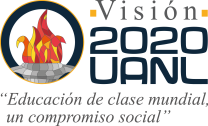 Visión
2020
UANL
“Educación de clase mundial,
un compromiso social”